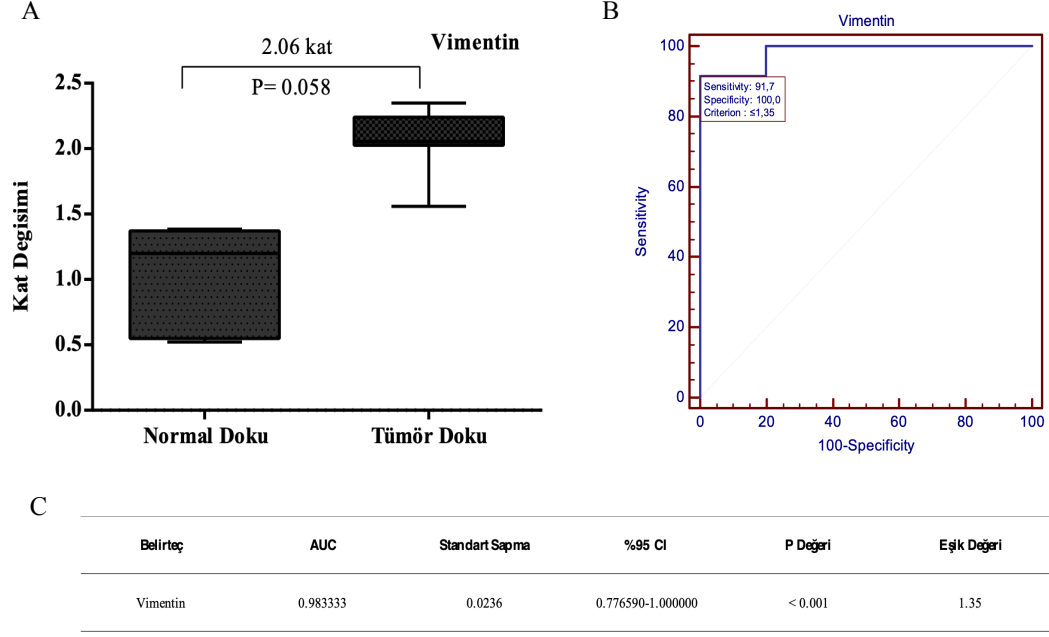 A
2.06 kat
Vimentin
P= 0.058
Kat Degisimi
2.5
2.0
1.5
1.0
0.5
0.0
Normal Doku
Tümör Doku
B
Vimentin
Sensitivity: 91,7
Specificity: 100,0
Criterion : ≤1,35
Sensitivity
100
80
60
40
20
0
0 20 40 60 80 100
100-Specificity
C
Belirteç AUC Standart Sapma %95 CI P Değeri Eşik Değeri
Vimentin 0.983333 0.0236 0.776590-1.000000 < 0.001 1.35